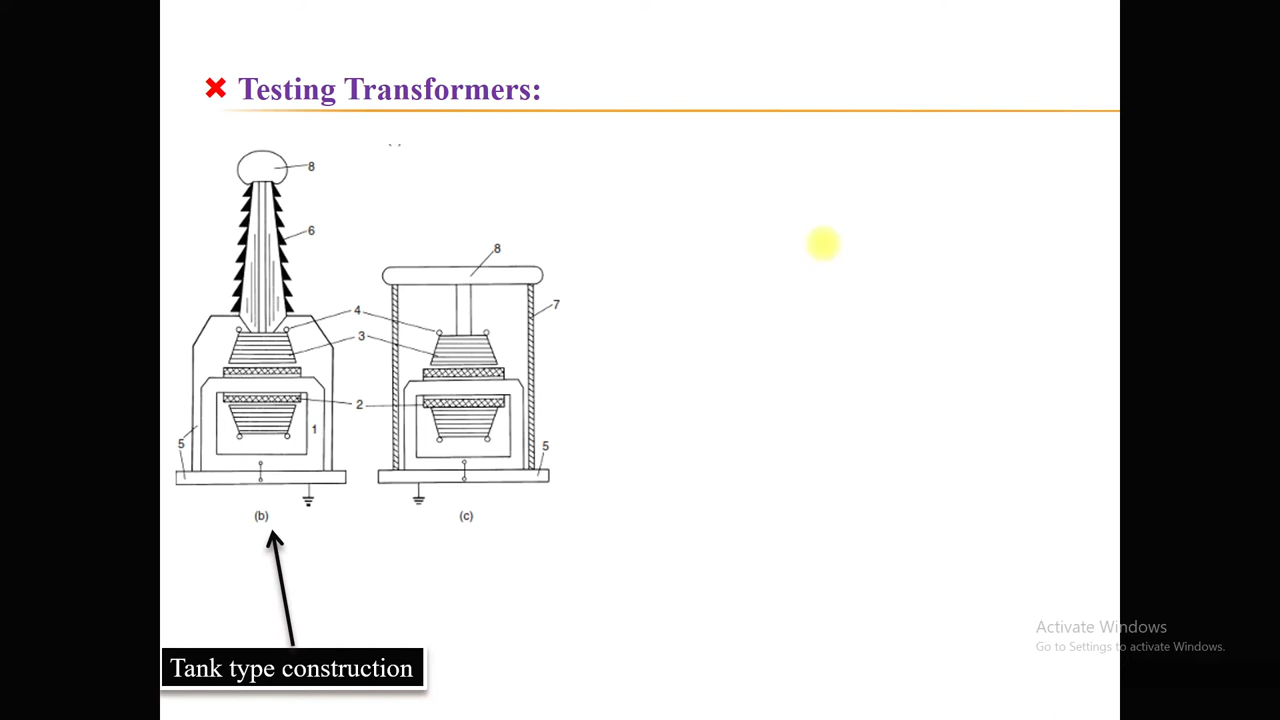 Testing Transformers:
8
6
8
4
7
3
2
1
5
5
(b)
(c)
Tank type construction
Activate Windows
Go to Settings to activate Windows.